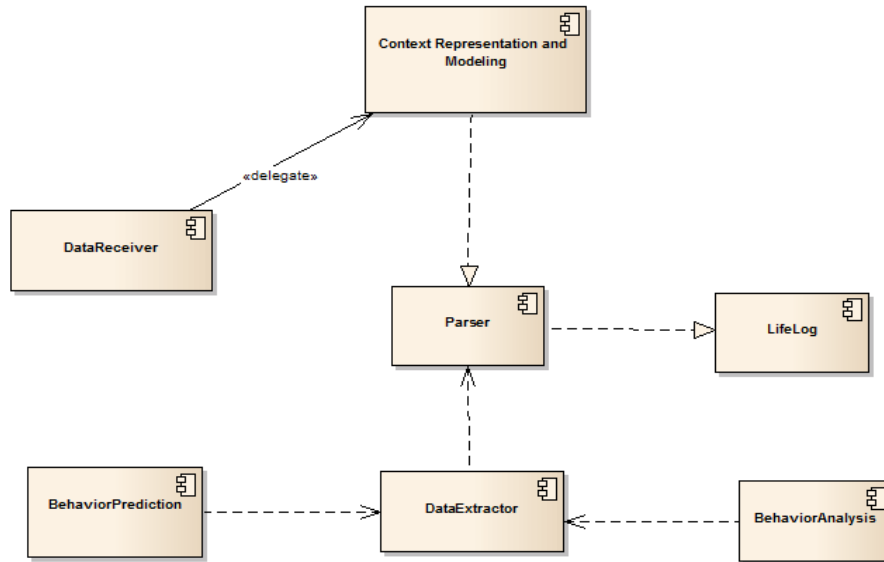 Context Representation and
Modeling
«delegate»
DataReceiver
Parser
LifeLog
BehaviorPrediction
DataExtractor
BehaviorAnalysis